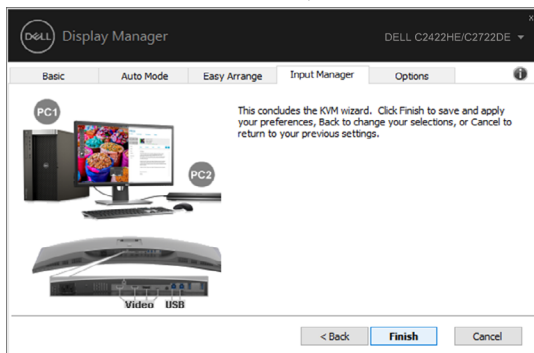 DELL Display Manager
DELL C2422HE/C2722DE
x
Basic Auto Mode Easy Arrange Input Manager Options
PC1
This concludes the KVM wizard. Click Finish to save and apply
your preferences, Back to change your selections, or Cancel to
return to your previous settings.
PC2
Video USB
< Back Finish Cancel